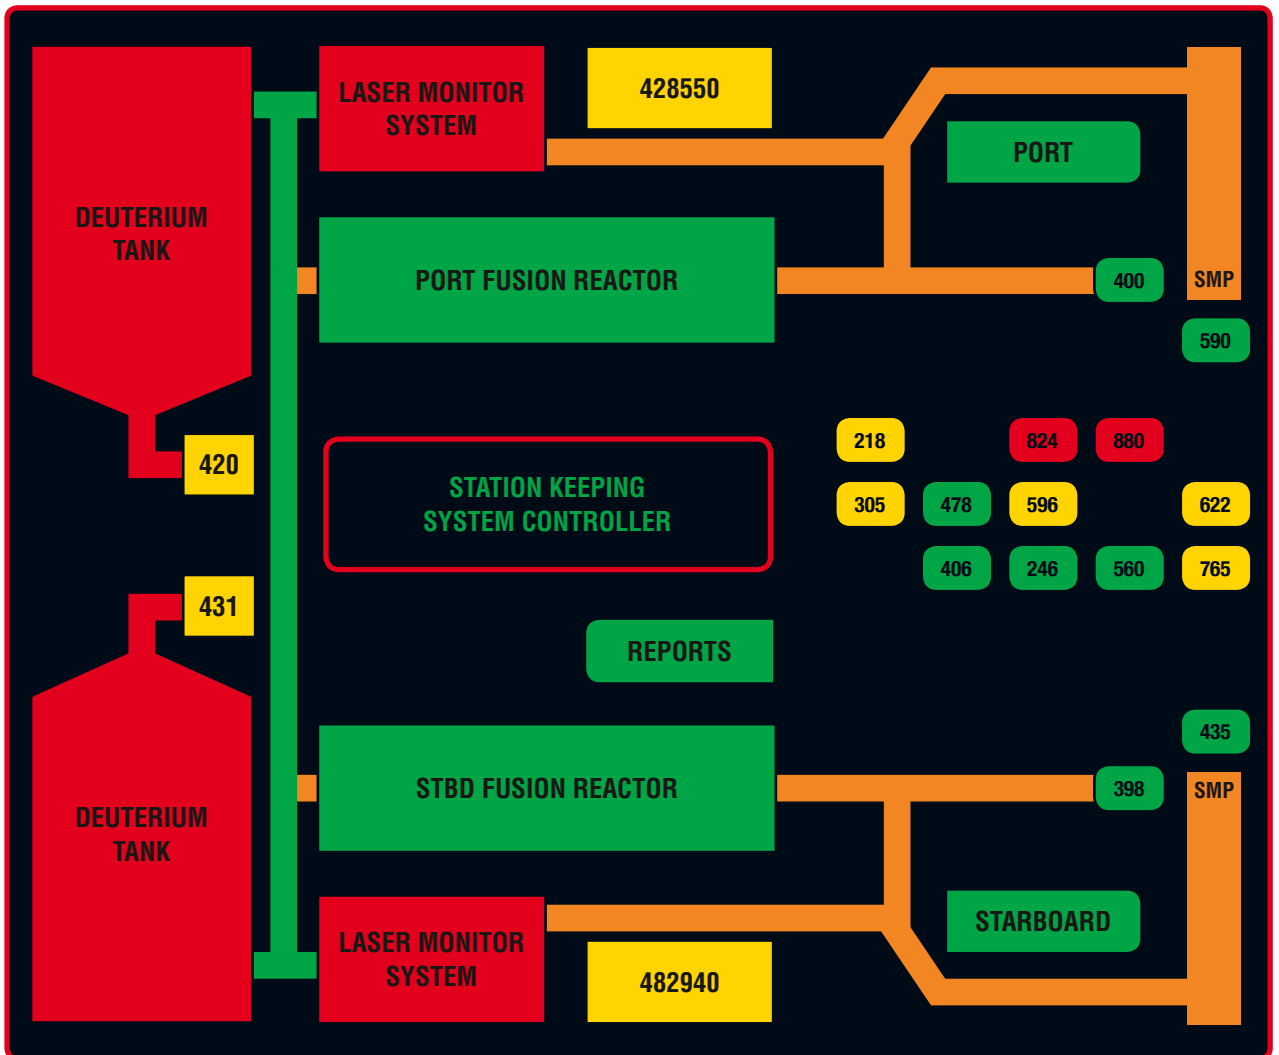 LASER MONITOR
SYSTEM
428550
PORT
DEUTERIUM
TANK
PORT FUSION REACTOR
400
SMP
590
420
218
824
880
STATION KEEPING
SYSTEM CONTROLLER
305
478
596
622
406
246
560
765
431
REPORTS
435
STBD FUSION REACTOR
398
SMP
DEUTERIUM
TANK
STARBOARD
LASER MONITOR
SYSTEM
482940